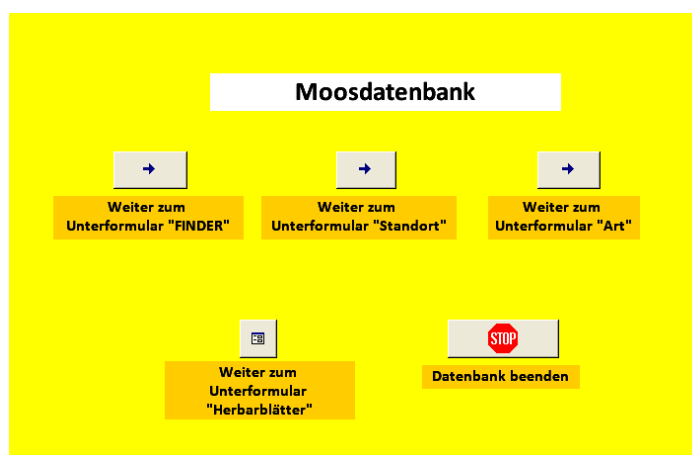 Moosdatenbank
Weiter zum
Unterformular "FINDER"
Weiter zum
Unterformular "Standort"
Weiter zum
Unterformular "Art"
STOP
Weiter zum
Unterformular
"Herbarblätter"
Datenbank beenden